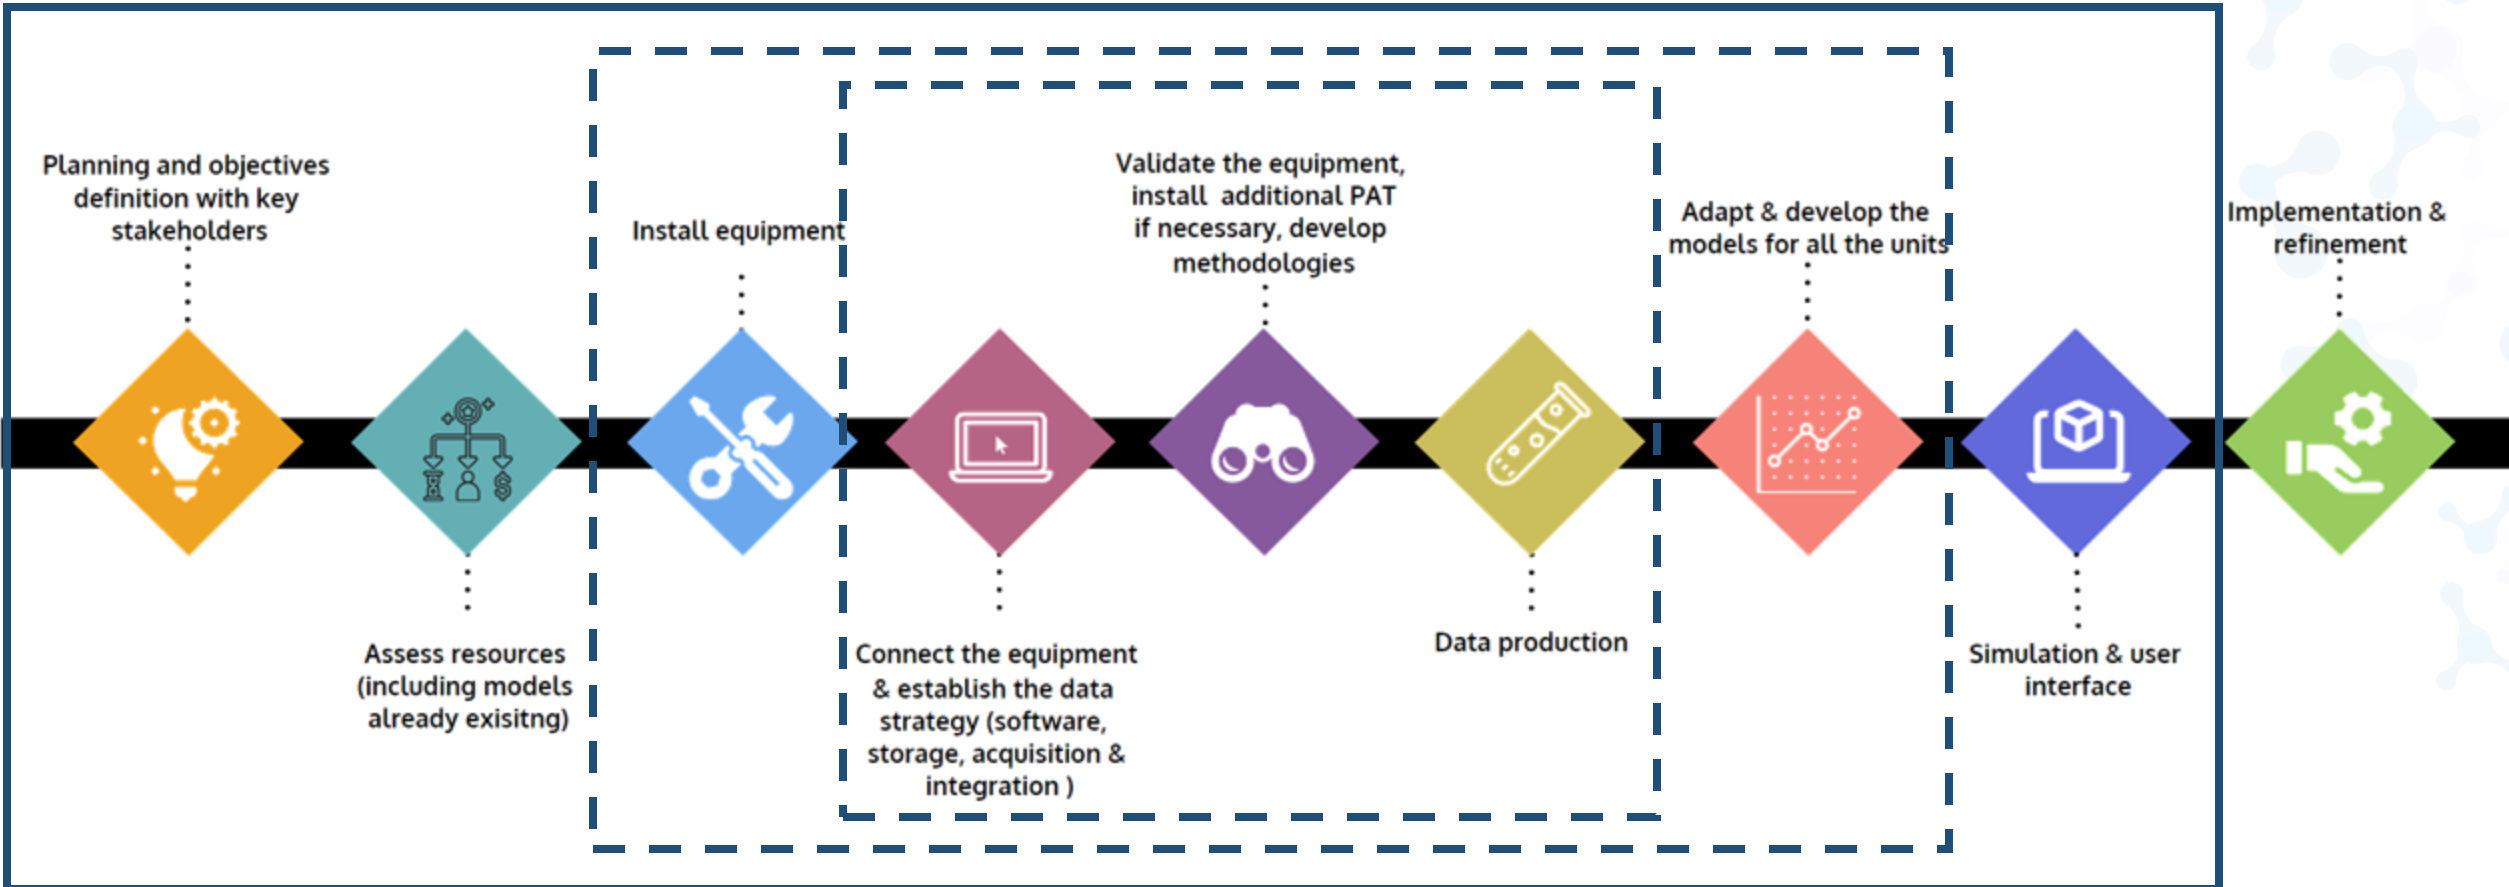 Planning and objectives
definition with key
stakeholders
Assess resources
(including models
already exisitng)
Install equipment
Connect the equipment
& establish the data
strategy (software,
storage, acquisition &
integration )
Validate the equipment,
install additional PAT
if necessary, develop
methodologies
Data production
Adapt & develop the
models for all the units
Simulation & user
interface
Implementation &
refinement